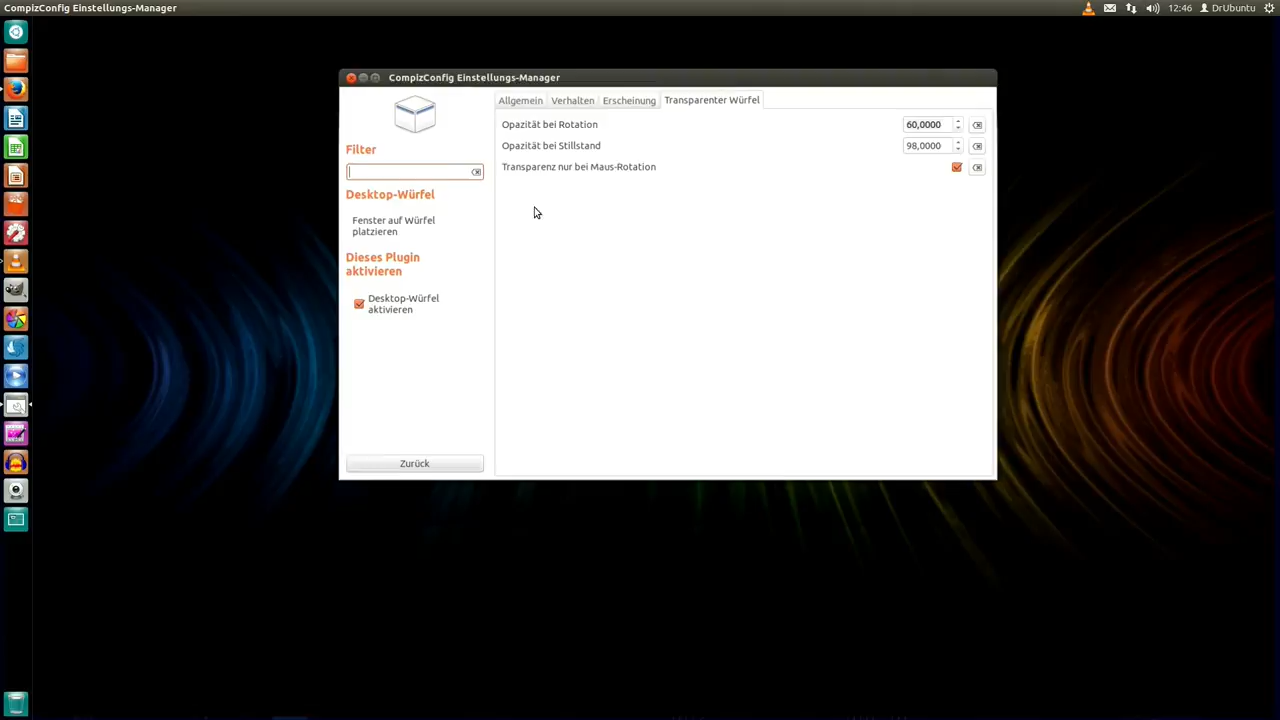 CompizConfig Einstellungs-Manager
12:46 DrUbuntu
CompizConfig Einstellungs-Manager
Filter
Desktop-Würfel
Fenster auf Würfel
platzieren
Dieses Plugin
aktivieren
Desktop-Würfel
aktivieren
Zurück
Allgemein Verhalten Erscheinung Transparenter Würfel
Opazität bei Rotation 60,0000
Opazität bei Stillstand 98,0000
Transparenz nur bei Maus-Rotation